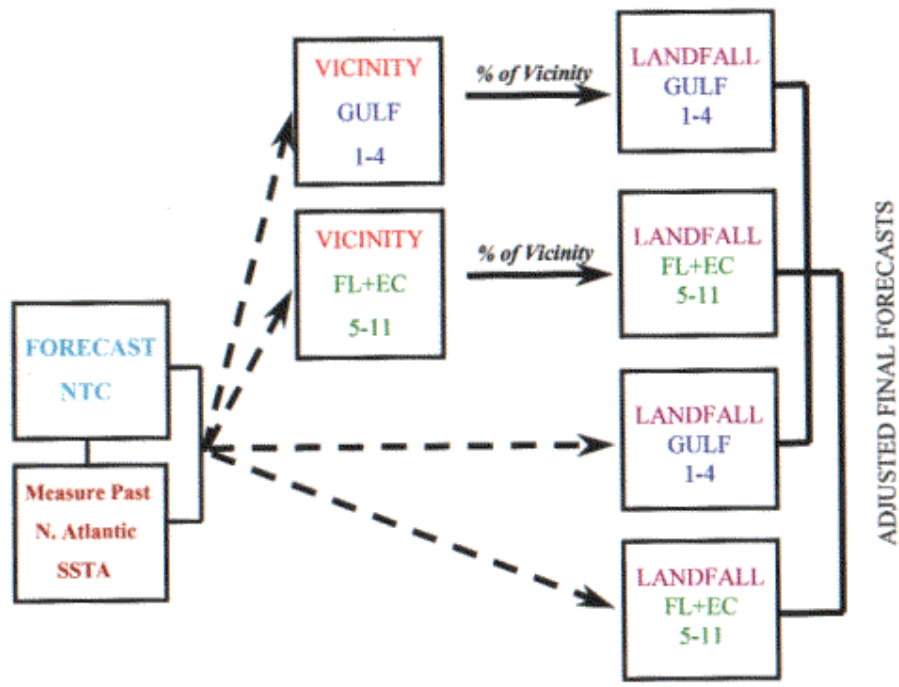 VICINITY
GULF
1-4
% of Vicinity
LANDFALL
GULF
1-4
VICINITY
FL+EC
5-11
% of Vicinity
LANDFALL
FL+EC
5-11
FORECAST
NTC
Measure Past
N. Atlantic
SSTA
LANDFALL
GULF
1-4
LANDFALL
FL+EC
5-11
ADJUSTED FINAL FORECASTS